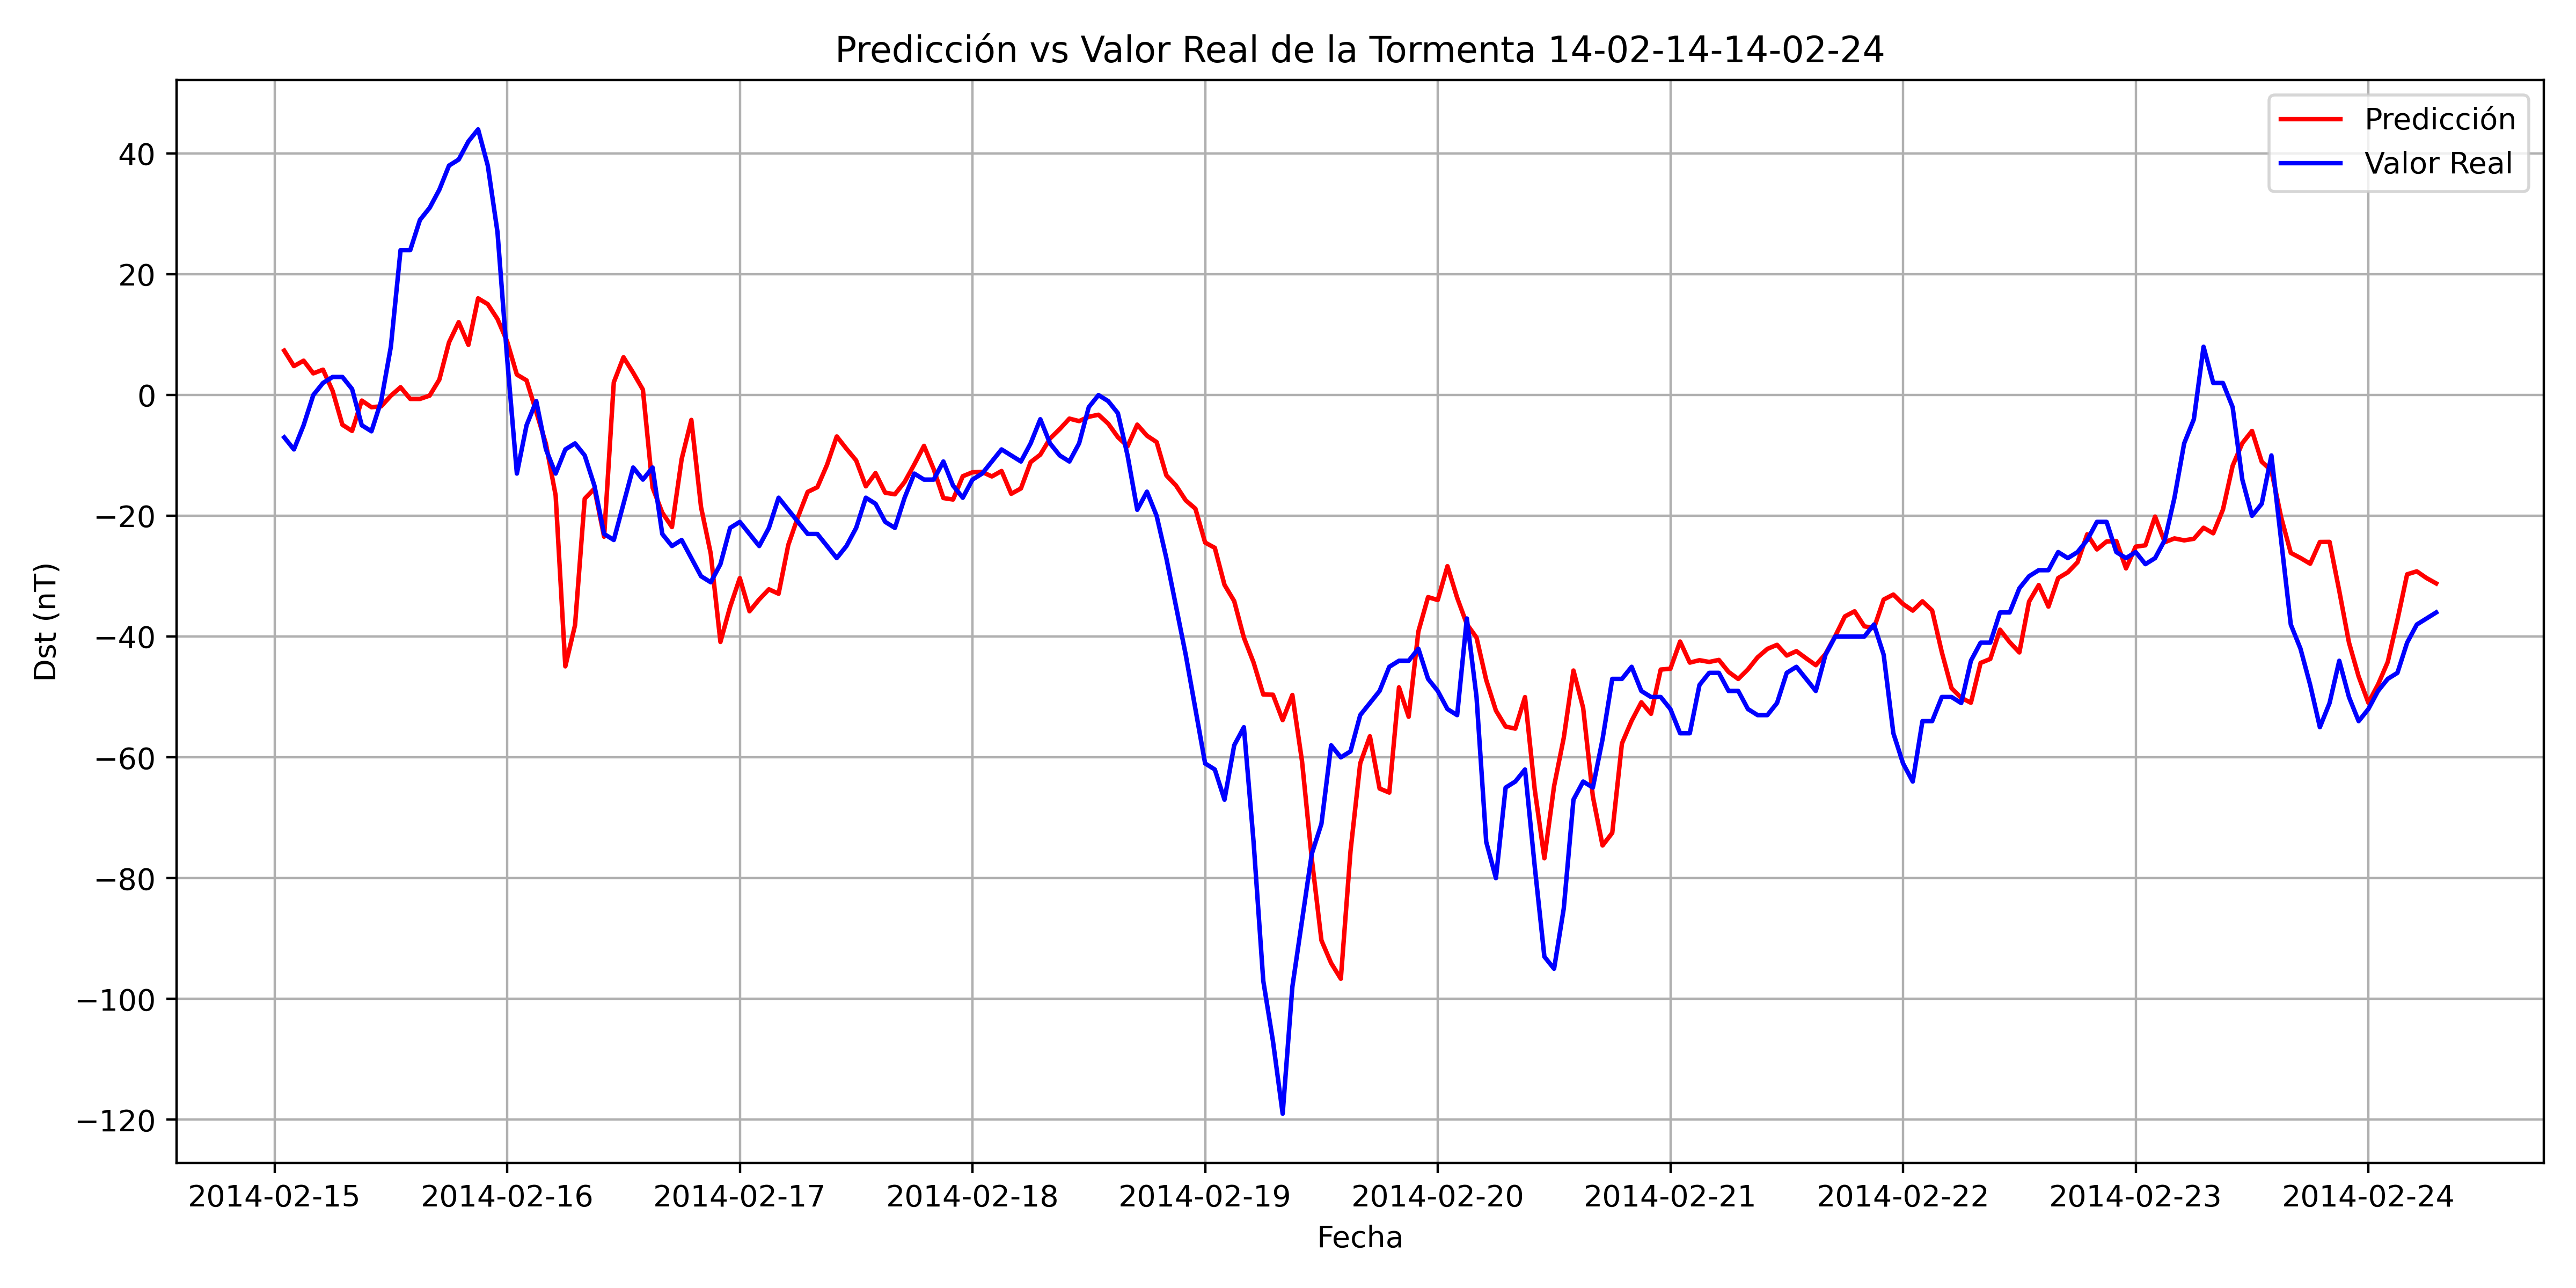 Predicción vs Valor Real de la Tormenta 14-02-14-14-02-24
Predicción
Valor Real
40
20
0
−20
−40
−60
−80
−100
−120
Dst (nT)
2014-02-15 2014-02-16 2014-02-17 2014-02-18 2014-02-19 2014-02-20 2014-02-21 2014-02-22 2014-02-23 2014-02-24
Fecha